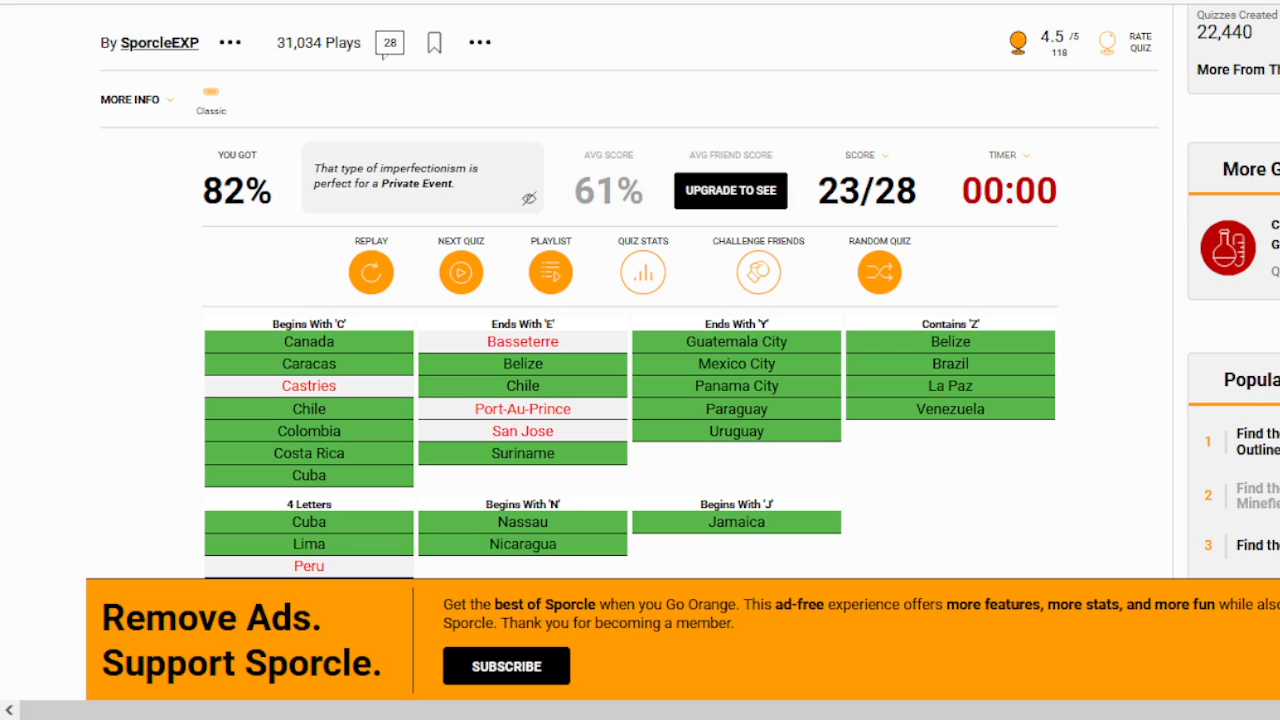 By SporcleEXP ••• 31,034 Plays 28 •••
4.5 /5
118
RATE
QUIZ
Quizzes Created
22,440
More From Th
MORE INFO
Classic
YOU GOT
82%
That type of imperfectionism is
perfect for a Private Event.
AVG SCORE
61%
AVG FRIEND SCORE
UPGRADE TO SEE
SCORE
23/28
TIMER
00:00
REPLAY
NEXT QUIZ
PLAYLIST
QUIZ STATS
CHALLENGE FRIENDS
RANDOM QUIZ
Begins With 'C'
Canada
Caracas
Castries
Chile
Colombia
Costa Rica
Cuba
Ends With 'E'
Basseterre
Belize
Chile
Port-Au-Prince
San Jose
Suriname
Ends With 'Y'
Guatemala City
Mexico City
Panama City
Paraguay
Uruguay
Contains 'Z'
Belize
Brazil
La Paz
Venezuela
4 Letters
Cuba
Lima
Peru
Begins With 'N'
Nassau
Nicaragua
Begins With 'J'
Jamaica
More G
C
G
Q
Popula
1 Find the
Outline
2 Find the
Minefie
3 Find the
Remove Ads.
Support Sporcle.
Get the best of Sporcle when you Go Orange. This ad-free experience offers more features, more stats, and more fun while also
Sporcle. Thank you for becoming a member.
SUBSCRIBE